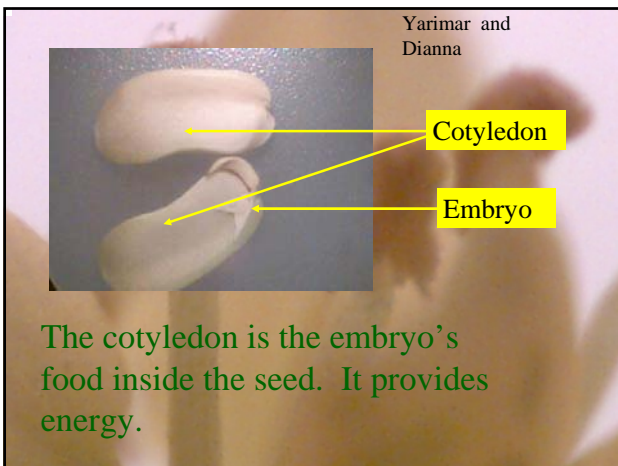 Yarimar and
Dianna
Cotyledon
Embryo
The cotyledon is the embryo’s
food inside the seed. It provides
energy.